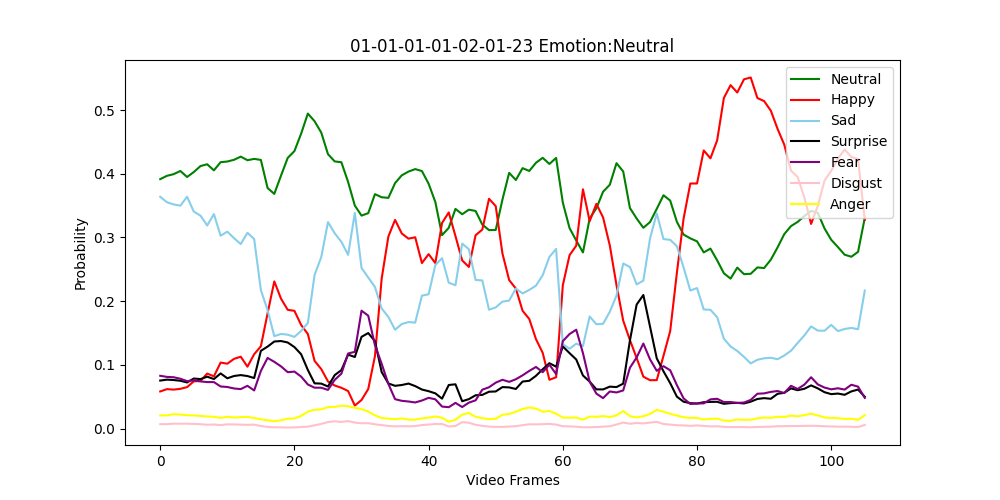 01-01-01-01-02-01-23 Emotion:Neutral
Neutral
Happy
Sad
Surprise
Fear
Disgust
Anger
Probability
0.5
0.4
0.3
0.2
0.1
0.0
0 20 40 60 80 100
Video Frames